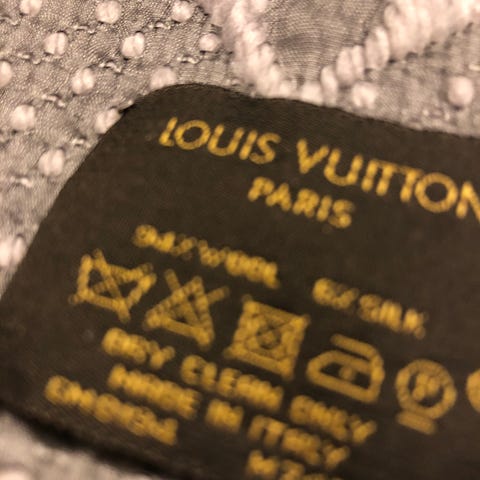 LOUIS VUITTON
PARIS
94% WOOL 6% SILK
DRY CLEAN ONLY
MADE IN ITALY